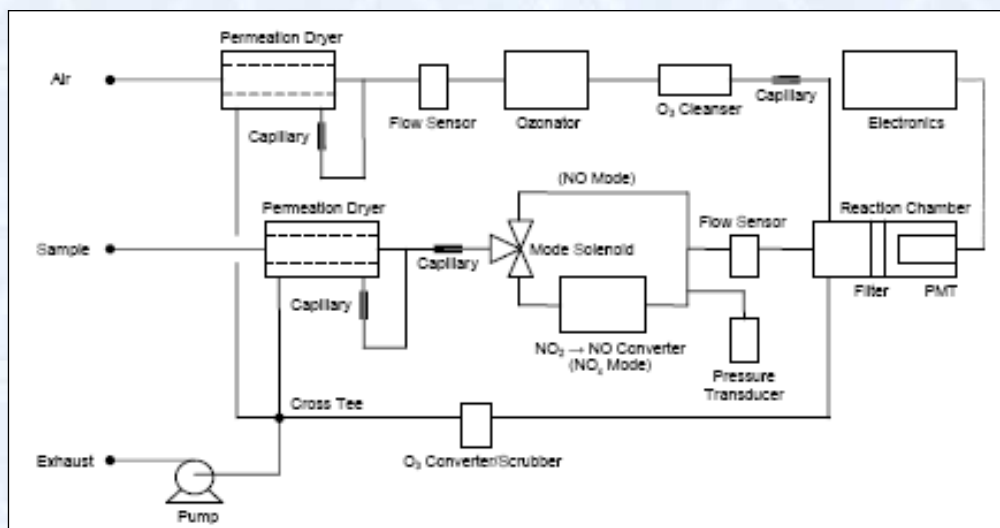 Permeation Dryer
Air
Capillary
Flow Sensor
Ozonator
O₃ Cleanser
Capillary
Electronics
(NO Mode)
Permeation Dryer
Flow Sensor
Reaction Chamber
Sample
Capillary
Mode Solenoid
Capillary
Filter
PMT
NO₂ → NO Converter
(NOₓ Mode)
Pressure
Transducer
Cross Tee
Exhaust
O₃ Converter/Scrubber
Pump